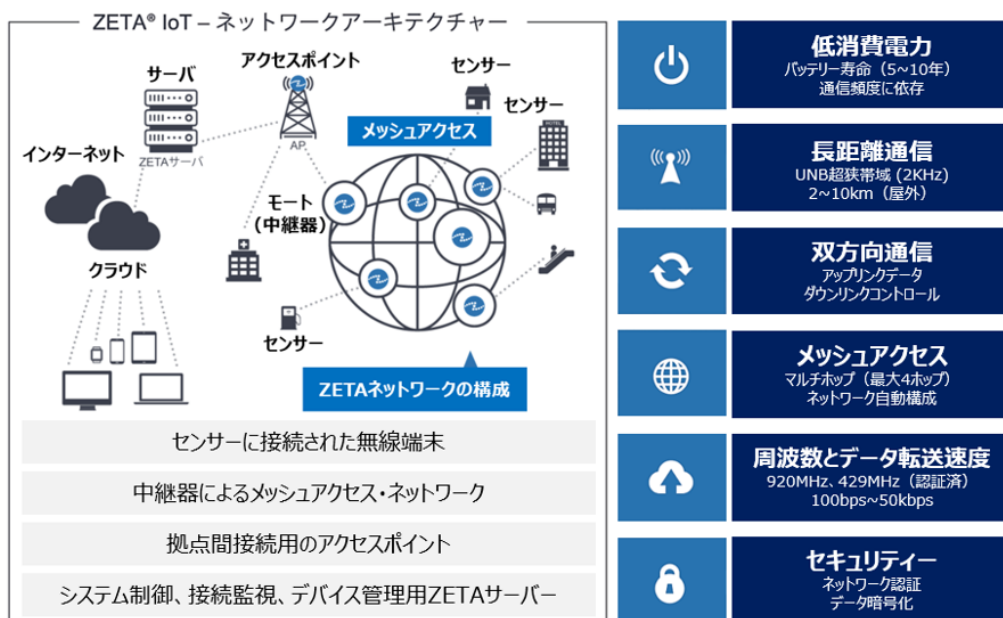 ZETA® IoT – ネットワークアーキテクチャー
アクセスポイント
サーバ
センサー
センサー
メッシュアクセス
AP
インターネット
ZETAサーバ
モート
(中継器)
クラウド
センサー
ZETAネットワークの構成
センサーに接続された無線端末
中継器によるメッシュアクセス・ネットワーク
拠点間接続用のアクセスポイント
システム制御、接続監視、デバイス管理用ZETAサーバー
低消費電力
バッテリー寿命（5~10年）
通信頻度に依存
長距離通信
UNB超狭帯域 (2KHz)
2~10km（屋外）
双方向通信
アップリンクデータ
ダウンリンクコントロール
メッシュアクセス
マルチホップ（最大4ホップ）
ネットワーク自動構成
周波数とデータ転送速度
920MHz、429MHz（認証済）
100bps~50kbps
セキュリティー
ネットワーク認証
データ暗号化